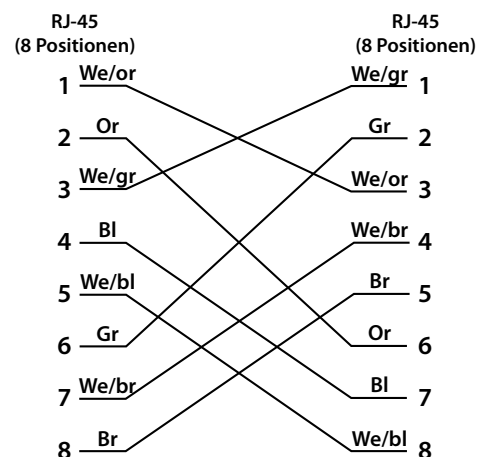 RJ-45 RJ-45
(8 Positionen) (8 Positionen)
1 We/or We/gr 1
2 Or Gr 2
3 We/gr We/or 3
4 Bl We/br 4
5 We/bl Br 5
6 Gr Or 6
7 We/br Bl 7
8 Br We/bl 8